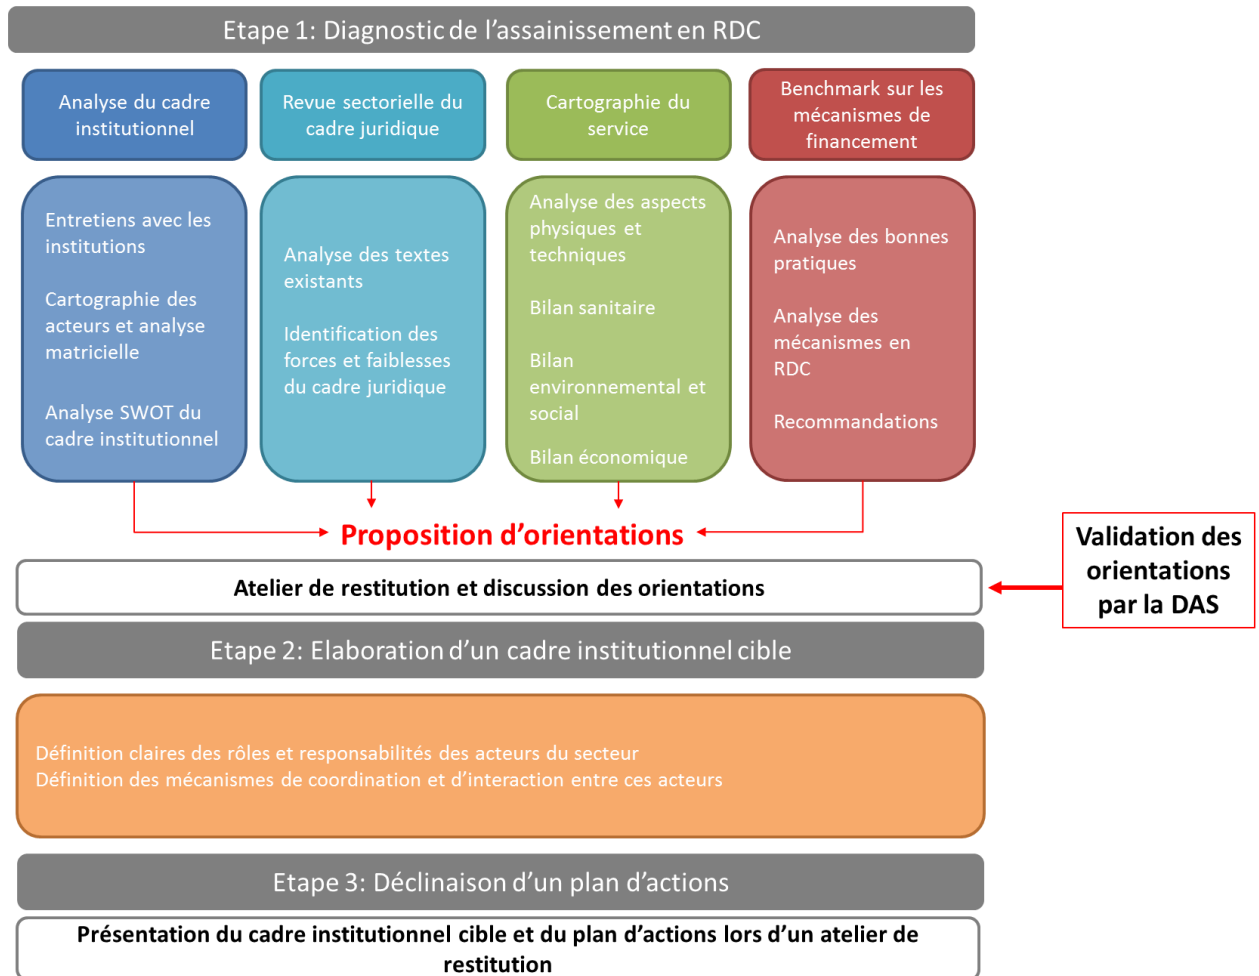 Etape 1: Diagnostic de l'assainissement en RDC
Analyse du cadre
institutionnel
Revue sectorielle du
cadre juridique
Cartographie du
service
Benchmark sur les
mécanismes de
financement
Entretiens avec les
institutions
Cartographie des
acteurs et analyse
matricielle
Analyse SWOT du
cadre institutionnel
Analyse des textes
existants
Identification des
forces et faiblesses
du cadre juridique
Analyse des aspects
physiques et
techniques
Bilan sanitaire
Bilan
environnemental et
social
Bilan économique
Analyse des bonnes
pratiques
Analyse des
mécanismes en
RDC
Recommandations
Proposition d'orientations
Validation des
orientations
par la DAS
Atelier de restitution et discussion des orientations
Etape 2: Elaboration d'un cadre institutionnel cible
Définition claires des rôles et responsabilités des acteurs du secteur
Définition des mécanismes de coordination et d'interaction entre ces acteurs
Etape 3: Déclinaison d'un plan d'actions
Présentation du cadre institutionnel cible et du plan d'actions lors d'un atelier de
restitution